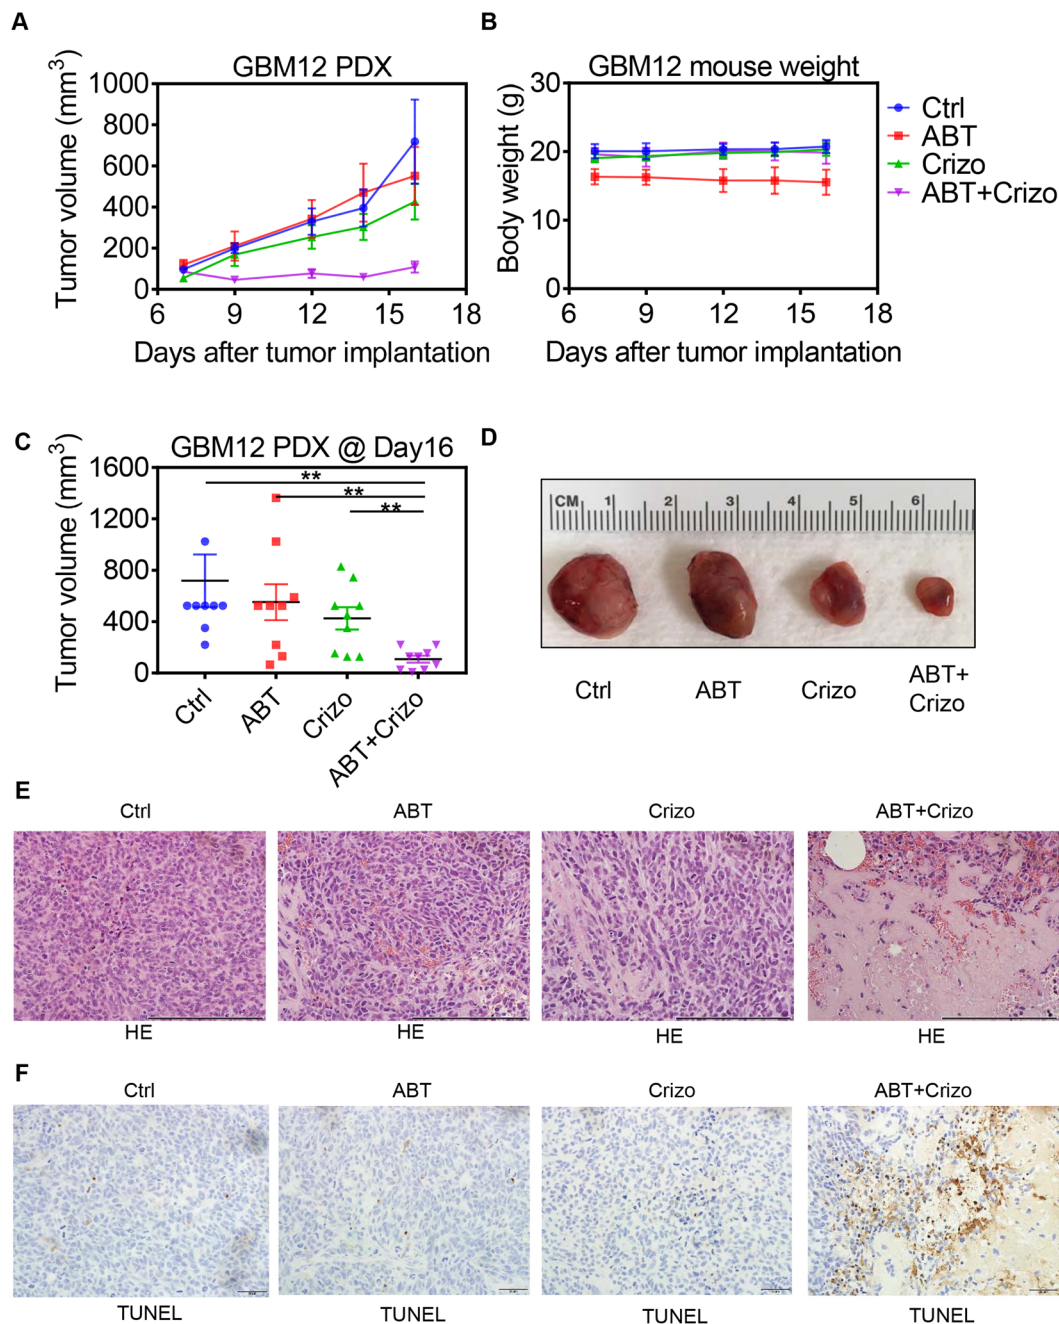 A
GBM12 PDX
Tumor volume (mm³)
1000
800
600
400
200
0
6 9 12 15 18
Days after tumor implantation
B
GBM12 mouse weight
Body weight (g)
30
20
10
0
6 9 12 15 18
Days after tumor implantation
Ctrl
ABT
Crizo
ABT+Crizo
C
GBM12 PDX @ Day16
Tumor volume (mm³)
1600
1200
800
400
0
**
**
**
Ctrl
ABT
Crizo
ABT+Crizo
D
CM 1 2 3 4 5 6
Ctrl ABT Crizo ABT+
Crizo
E
Ctrl ABT Crizo ABT+Crizo
HE HE HE HE
F
Ctrl ABT Crizo ABT+Crizo
TUNEL TUNEL TUNEL TUNEL